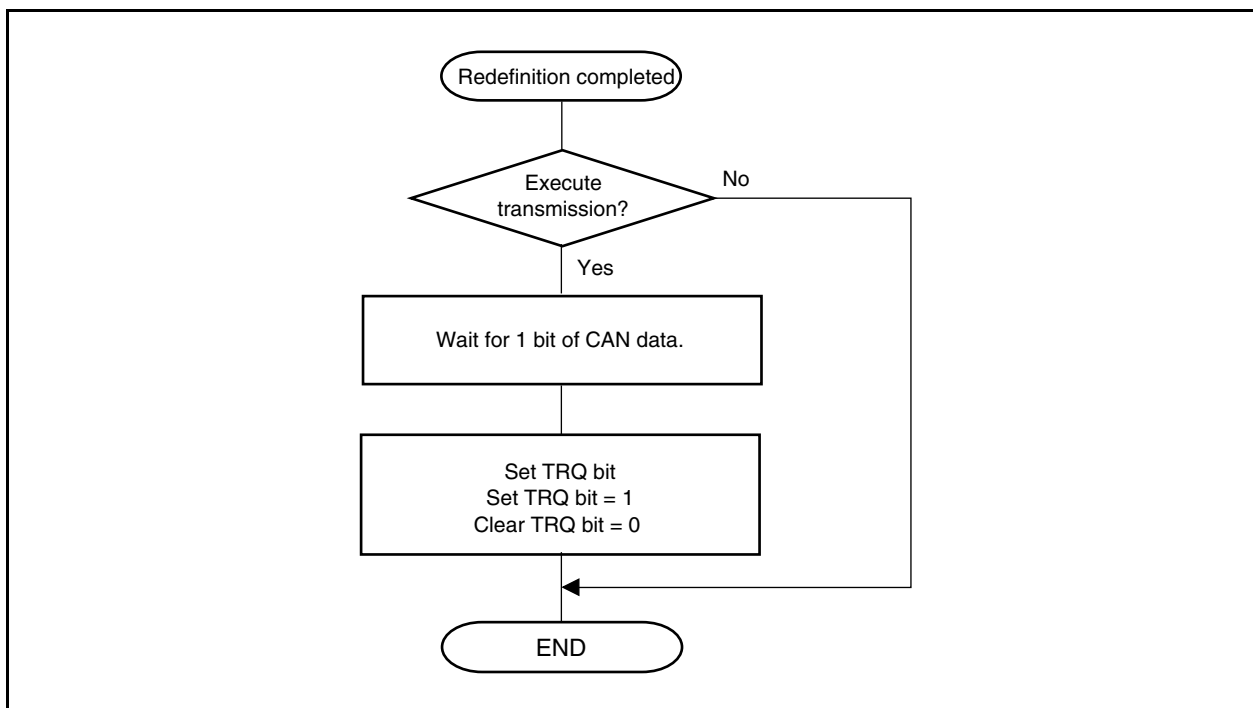 Redefinition completed
Execute
transmission?
No
Yes
Wait for 1 bit of CAN data.
Set TRQ bit
Set TRQ bit = 1
Clear TRQ bit = 0
END